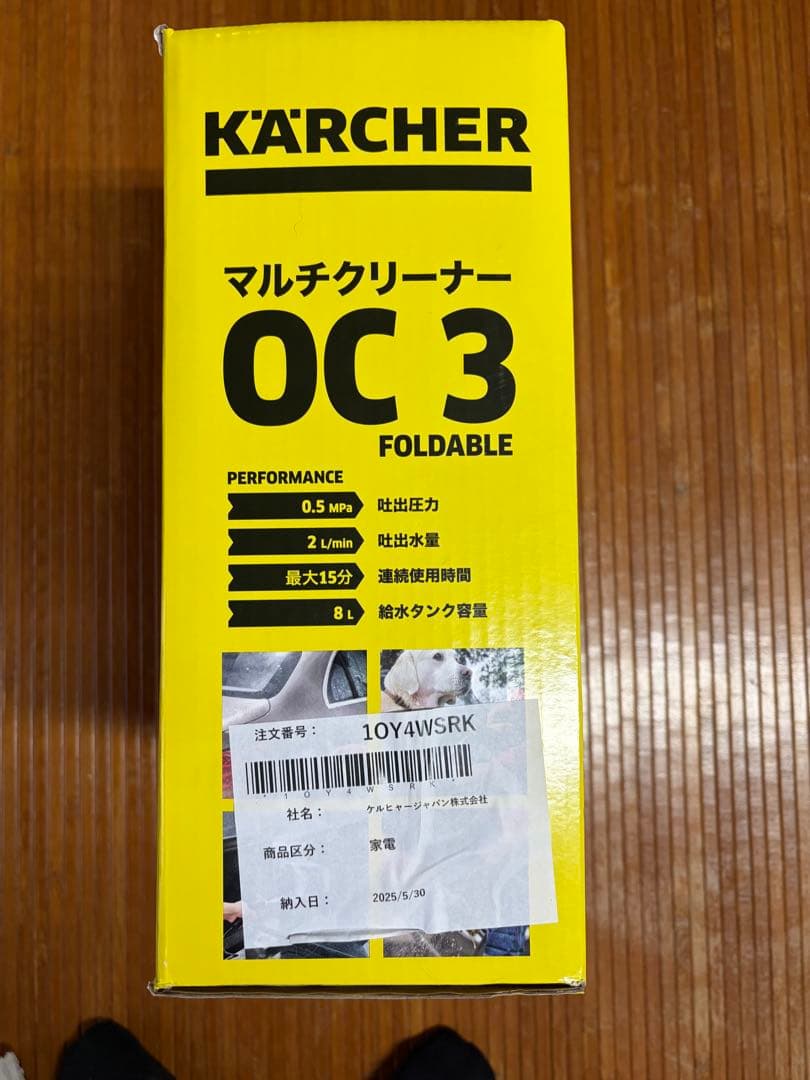 KÄRCHER
マルチクリーナー
OC 3
FOLDABLE
PERFORMANCE
0.5 MPa 吐出圧力
2 L/min 吐出水量
最大15分 連続使用時間
8 L 給水タンク容量
注文番号： 1OY4WSRK
* 1 O Y 4 W S R K *
社名： ケルヒャージャパン株式会社
商品区分： 家電
納入日： 2025/5/30